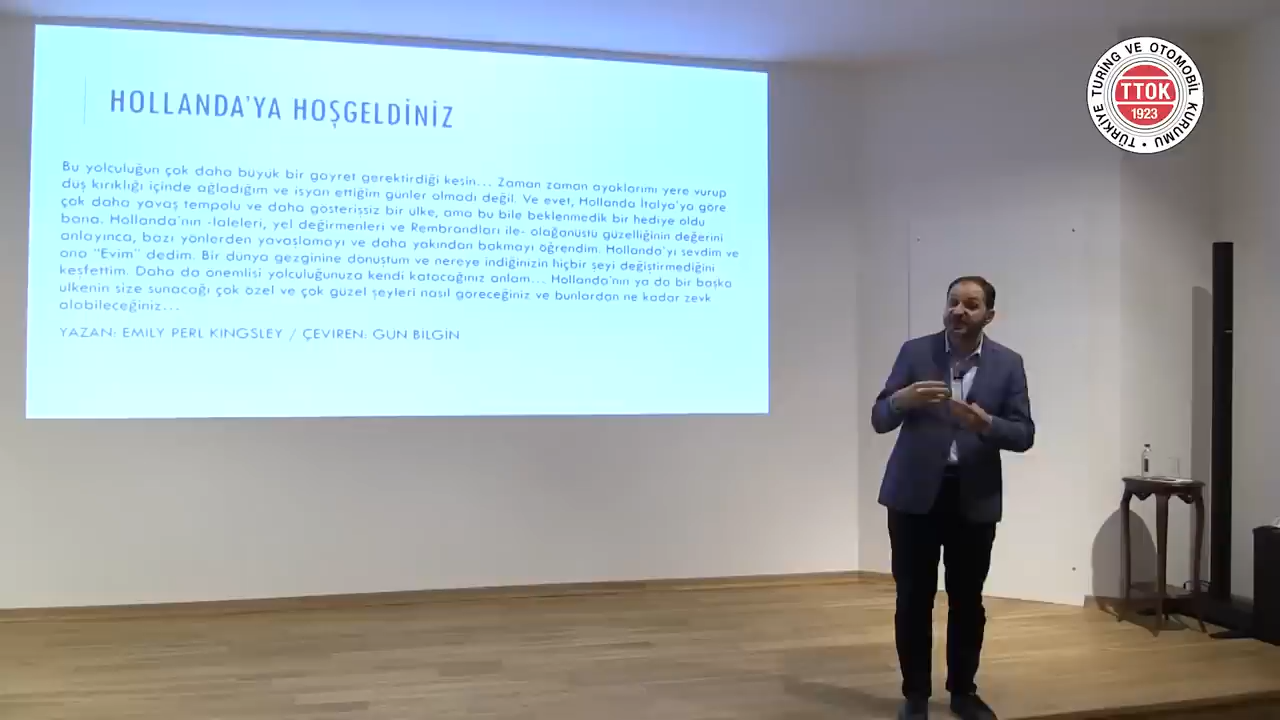 HOLLANDA'YA HOŞGELDİNİZ
Bu yolculuğun çok daha büyük bir gayret gerektirdiği kesin... Zaman zaman ayaklarımı yere vurup
düş kırıklığı içinde ağladığım ve isyan ettiğim günler olmadı değil. Ve evet, Hollanda İtalya'ya göre
çok daha yavaş tempolu ve daha gösterişsiz bir ülke, ama bu bile beklenmedik bir hediye oldu
bana. Hollanda'nın -laleleri, yel değirmenleri ve Rembrandları ile- olağanüstü güzelliğinin değerini
anlayınca, bazı yönlerden yavaşlamayı ve daha yakından bakmayı öğrendim. Hollanda'yı sevdim ve
ona "Evim" dedim. Bir dünya gezginine dönüştüm ve nereye indiğinizin hiçbir şeyi değiştirmediğini
keşfettim. Daha da önemlisi yolculuğunuza kendi katacağınız anlam... Hollanda'nın ya da bir başka
ülkenin size sunacağı çok özel ve çok güzel şeyleri nasıl göreceğiniz ve bunlardan ne kadar zevk
alabileceğiniz...
YAZAN: EMILY PERL KINGSLEY / ÇEVİREN: GÜN BİLGİN
TÜRKİYE TURİNG VE OTOMOBİL KURUMU
TTOK
1923